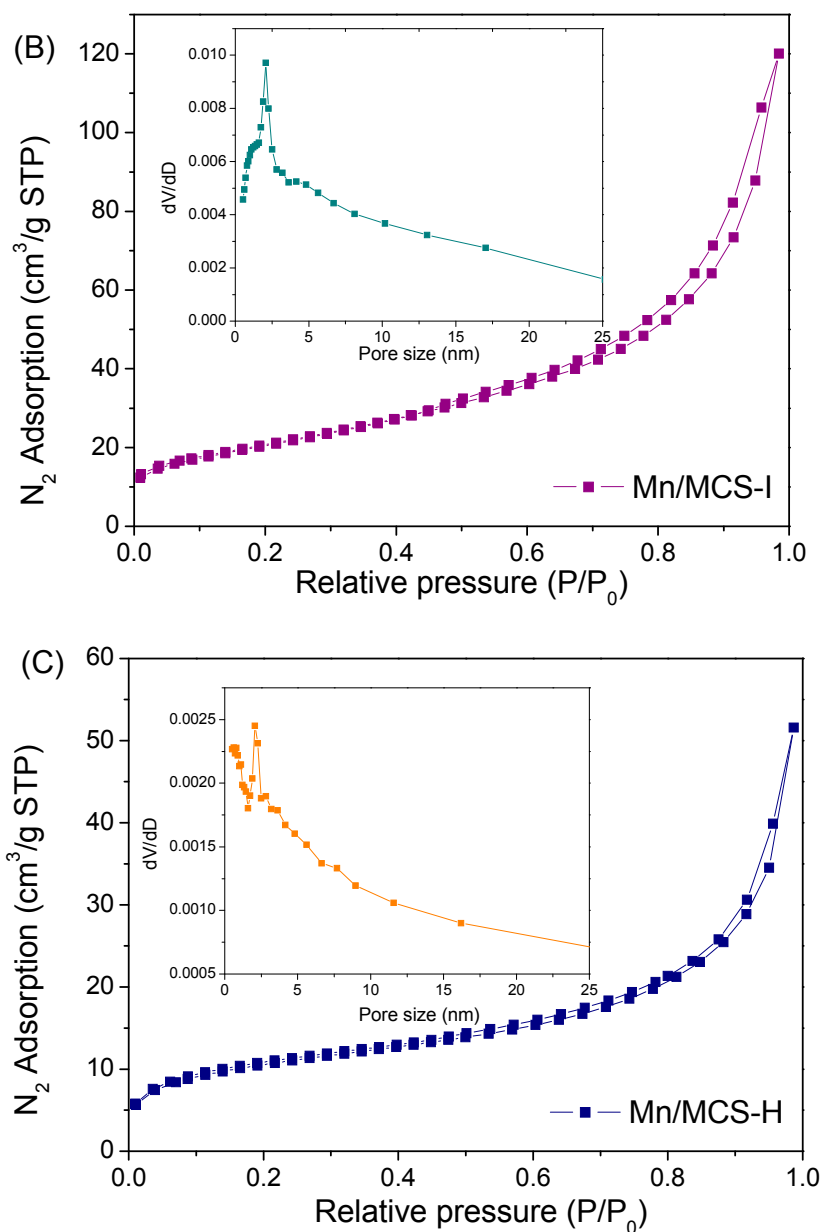 (B)
120
100
80
60
40
20
0
N₂ Adsorption (cm³/g STP)
0.0 0.2 0.4 0.6 0.8 1.0
Relative pressure (P/P₀)
Mn/MCS-I
0.010
0.008
0.006
0.004
0.002
0.000
dV/dD
0 5 10 15 20 25
Pore size (nm)
(C)
60
50
40
30
20
10
0
N₂ Adsorption (cm³/g STP)
0.0 0.2 0.4 0.6 0.8 1.0
Relative pressure (P/P₀)
Mn/MCS-H
0.0025
0.0020
0.0015
0.0010
0.0005
dV/dD
0 5 10 15 20 25
Pore size (nm)